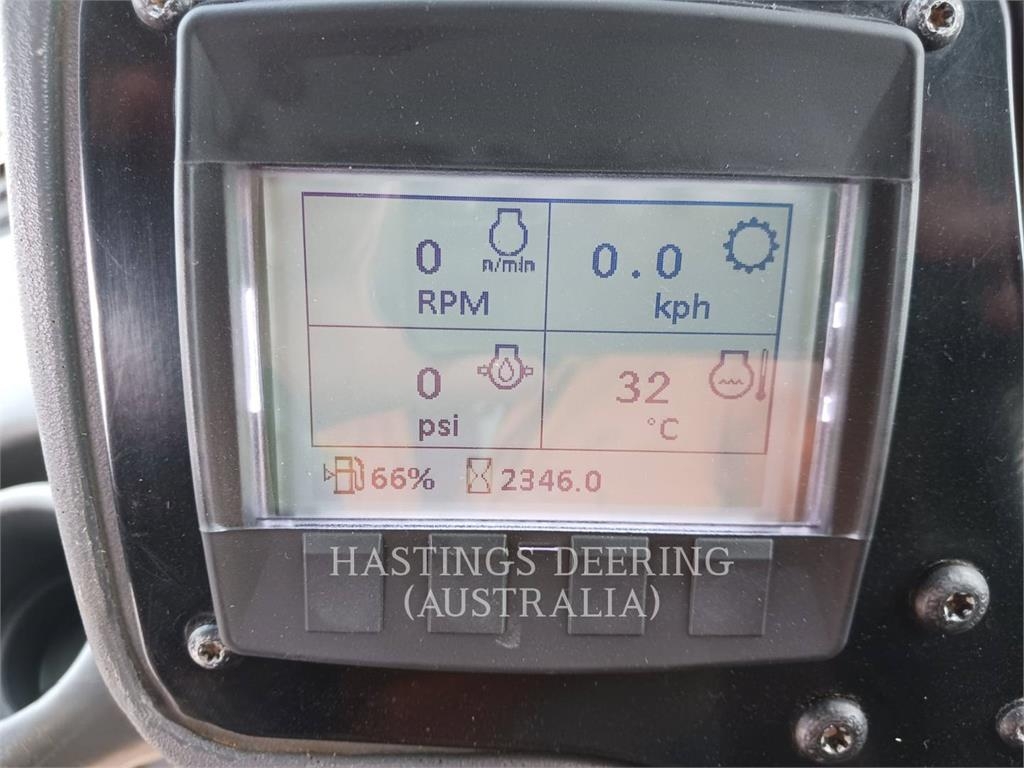 0 n/min
RPM
0.0
kph
0
psi
32
°C
66% 2346.0
HASTINGS DEERING
(AUSTRALIA)